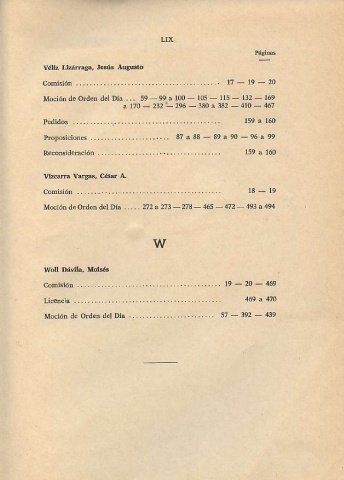 LIX
Páginas
Véliz Lizárraga, Jesús Augusto
Comisión ........................................ 17 — 19 — 20
Moción de Orden del Día ... 59 — 99 a 100 — 105 — 115 — 132 — 169
a 170 — 232 — 296 — 380 a 382 — 410 — 467
Pedidos ........................................ 159 a 160
Proposiciones ...................... 87 a 88 — 89 a 90 — 96 a 99
Reconsideración ................................ 159 a 160
Vizcarra Vargas, César A.
Comisión ........................................ 18 — 19
Moción de Orden del Día ..... 272 a 273 — 278 — 465 — 472 — 493 a 494
W
Woll Dávila, Moisés
Comisión ........................................ 19 — 20 — 469
Licencia ........................................ 469 a 470
Moción de Orden del Día ......................... 57 — 392 — 439